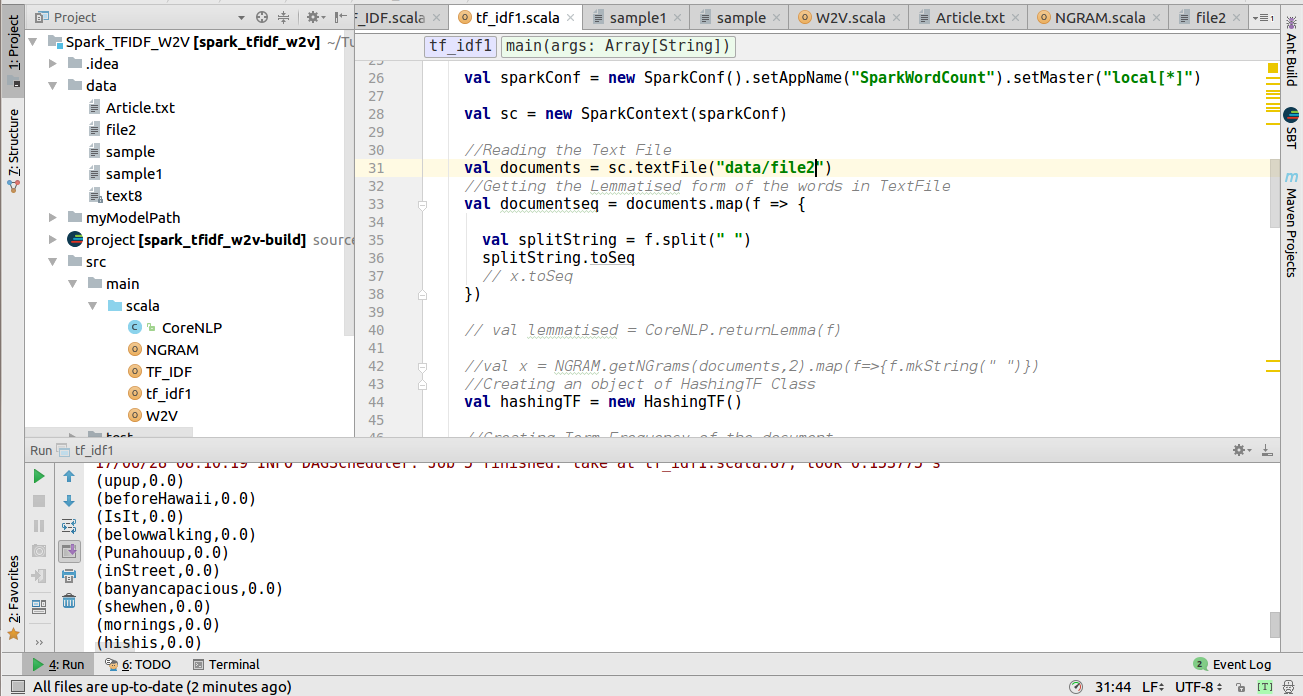 Project
_IDF.scala
tf_idf1.scala
sample1
sample
W2V.scala
Article.txt
NGRAM.scala
file2
1: Project
7: Structure
2: Favorites
Spark_TFIDF_W2V [spark_tfidf_w2v] ~/Tu
.idea
data
Article.txt
file2
sample
sample1
text8
myModelPath
project [spark_tfidf_w2v-build] source
src
main
scala
CoreNLP
NGRAM
TF_IDF
tf_idf1
W2V
test
tf_idf1 main(args: Array[String])
25
26 val sparkConf = new SparkConf().setAppName("SparkWordCount").setMaster("local[*]")
27
28 val sc = new SparkContext(sparkConf)
29
30 //Reading the Text File
31 val documents = sc.textFile("data/file2")
32 //Getting the Lemmatised form of the words in TextFile
33 val documentseq = documents.map(f => {
34
35 val splitString = f.split(" ")
36 splitString.toSeq
37 // x.toSeq
38 })
39
40 // val lemmatised = CoreNLP.returnLemma(f)
41
42 //val x = NGRAM.getNGrams(documents,2).map(f=>{f.mkString(" ")})
43 //Creating an object of HashingTF Class
44 val hashingTF = new HashingTF()
45
46 //Creating Term Frequency of the document
Ant Build
SBT
Maven Projects
Run tf_idf1
17/06/28 08:10:19 INFO DAGScheduler: Job 5 finished: take at tf_idf1.scala:87, took 0.153775 s
(upup,0.0)
(beforeHawaii,0.0)
(IsIt,0.0)
(belowwalking,0.0)
(Punahouup,0.0)
(inStreet,0.0)
(banyancapacious,0.0)
(shewhen,0.0)
(mornings,0.0)
(hishis,0.0)
4: Run 6: TODO Terminal 2 Event Log
All files are up-to-date (2 minutes ago) 31:44 LF UTF-8 [T]